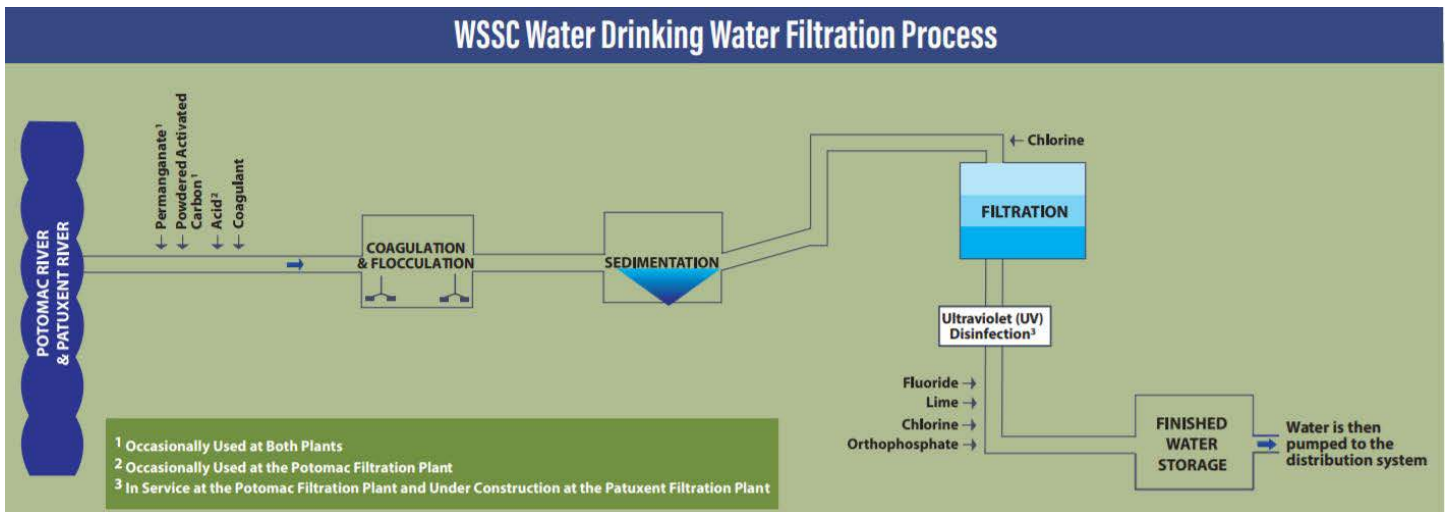 WSSC Water Drinking Water Filtration Process
POTOMAC RIVER
& PATUXENT RIVER
Permanganate¹
Powdered Activated
Carbon¹
Acid²
Coagulant
COAGULATION
& FLOCCULATION
SEDIMENTATION
Chlorine
FILTRATION
Ultraviolet (UV)
Disinfection³
Fluoride
Lime
Chlorine
Orthophosphate
FINISHED
WATER
STORAGE
Water is then
pumped to the
distribution system
¹ Occasionally Used at Both Plants
² Occasionally Used at the Potomac Filtration Plant
³ In Service at the Potomac Filtration Plant and Under Construction at the Patuxent Filtration Plant